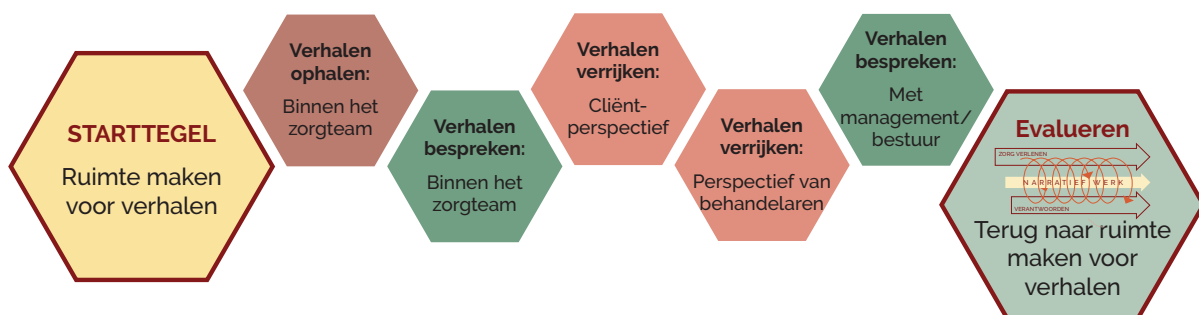 STARTTEGEL
Ruimte maken
voor verhalen
Verhalen
ophalen:
Binnen het
zorgteam
Verhalen
bespreken:
Binnen het
zorgteam
Verhalen
verrijken:
Cliënt-
perspectief
Verhalen
verrijken:
Perspectief van
behandelaren
Verhalen
bespreken:
Met
management/
bestuur
Evalueren
ZORG VERLENEN
NARRATIEF WERK
VERANTWOORDEN
Terug naar ruimte
maken voor
verhalen